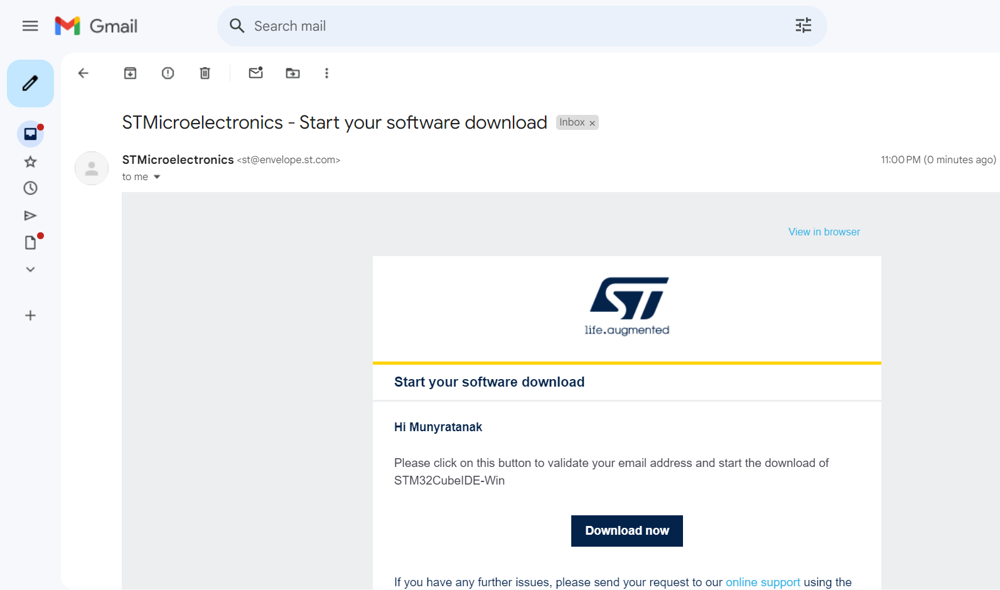 Gmail
Search mail
STMicroelectronics - Start your software download Inbox ×
STMicroelectronics <st@envelope.st.com> 11:00 PM (0 minutes ago)
to me
View in browser
ST
life.augmented
Start your software download
Hi Munyratanak
Please click on this button to validate your email address and start the download of
STM32CubeIDE-Win
Download now
If you have any further issues, please send your request to our online support using the